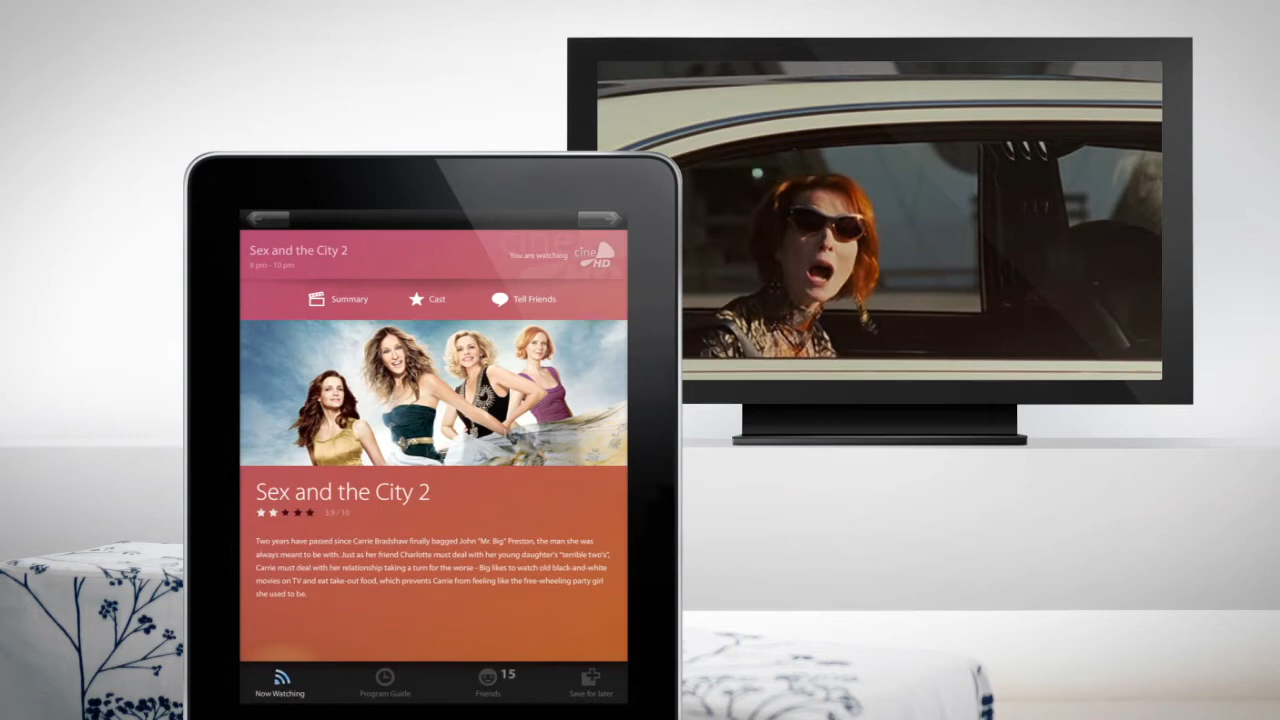 Sex and the City 2
8 pm - 10 pm
You are watching
cine
HD
Summary
Cast
Tell Friends
Sex and the City 2
3.9 / 10
Two years have passed since Carrie Bradshaw finally bagged John "Mr. Big" Preston, the man she was
always meant to be with. Just as her friend Charlotte must deal with her young daughter's "terrible two's",
Carrie must deal with her relationship taking a turn for the worse - Big likes to watch old black-and-white
movies on TV and eat take-out food, which prevents Carrie from feeling like the free-wheeling party girl
she used to be.
Now Watching
Program Guide
15
Friends
Save for later